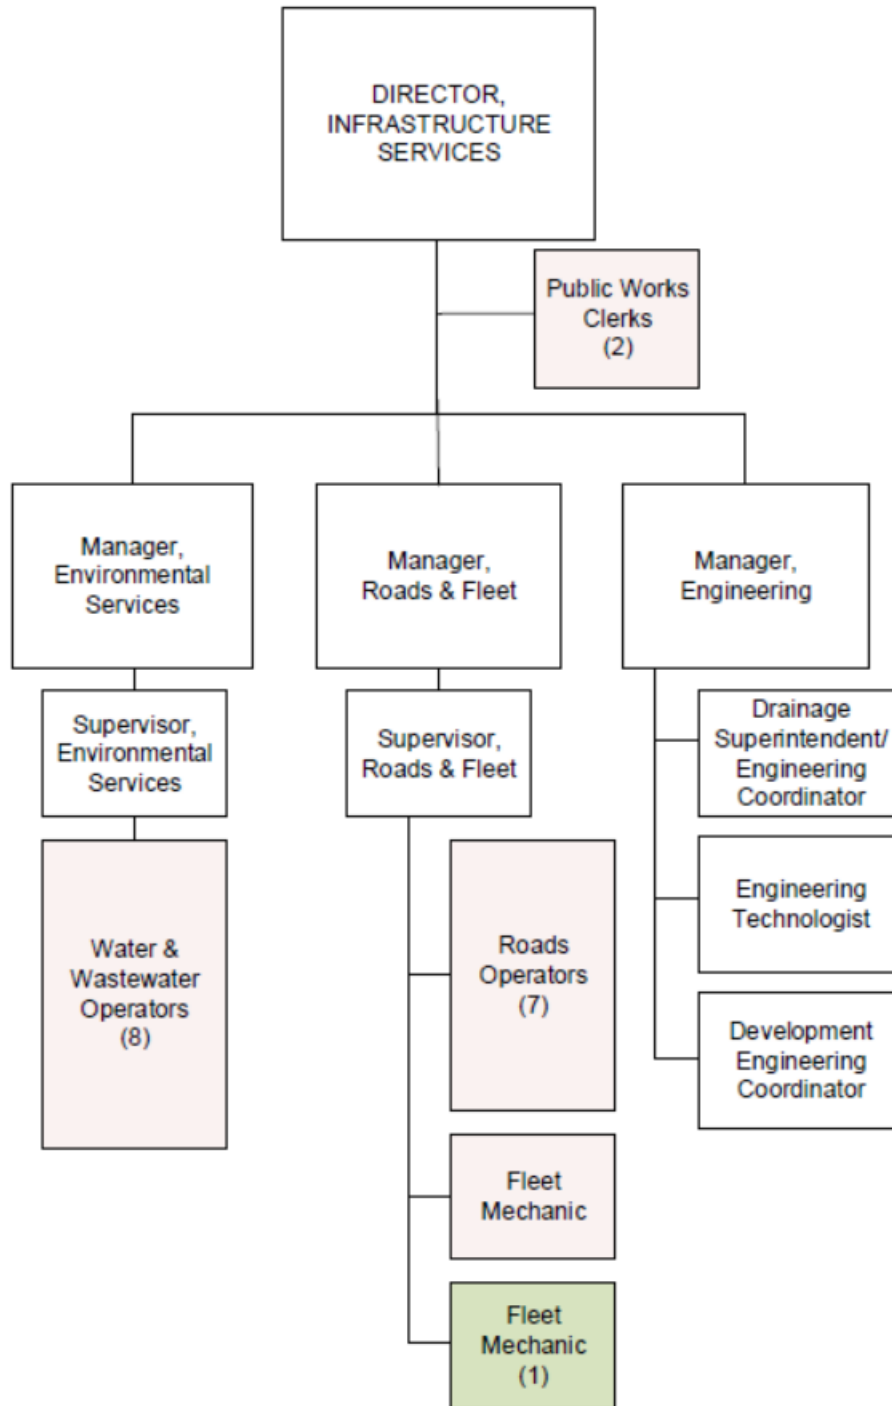 DIRECTOR,
INFRASTRUCTURE
SERVICES
Public Works
Clerks
(2)
Manager,
Environmental
Services
Manager,
Roads & Fleet
Manager,
Engineering
Supervisor,
Environmental
Services
Supervisor,
Roads & Fleet
Drainage
Superintendent/
Engineering
Coordinator
Water &
Wastewater
Operators
(8)
Roads
Operators
(7)
Engineering
Technologist
Development
Engineering
Coordinator
Fleet
Mechanic
Fleet
Mechanic
(1)